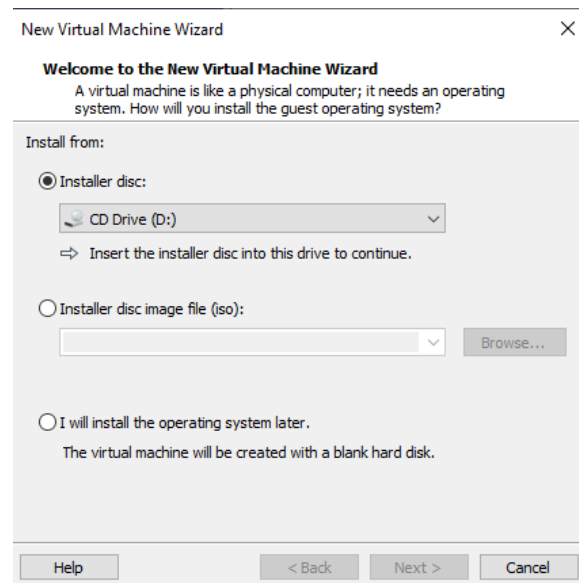 New Virtual Machine Wizard
Welcome to the New Virtual Machine Wizard
A virtual machine is like a physical computer; it needs an operating
system. How will you install the guest operating system?
Install from:
Installer disc:
CD Drive (D:)
Insert the installer disc into this drive to continue.
Installer disc image file (iso):
Browse...
I will install the operating system later.
The virtual machine will be created with a blank hard disk.
Help < Back Next > Cancel